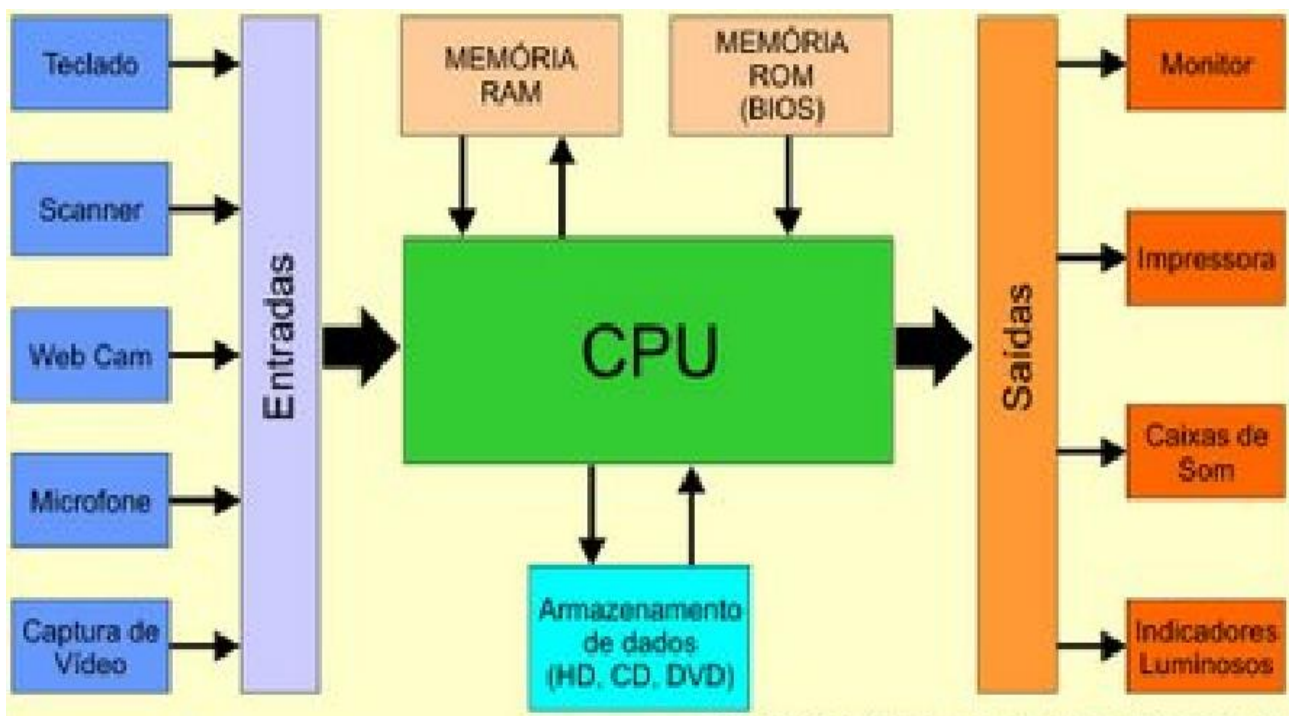 Teclado
Scanner
Web Cam
Microfone
Captura de
Vídeo
Entradas
MEMÓRIA
RAM
MEMÓRIA
ROM
(BIOS)
CPU
Armazenamento
de dados
(HD, CD, DVD)
Saídas
Monitor
Impressora
Caixas de
Som
Indicadores
Luminosos